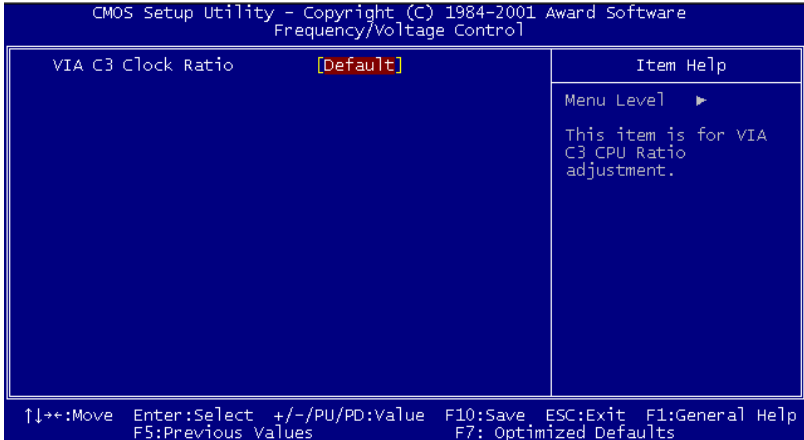 CMOS Setup Utility - Copyright (C) 1984-2001 Award Software
Frequency/Voltage Control
VIA C3 Clock Ratio [Default]
Item Help
Menu Level ►
This item is for VIA
C3 CPU Ratio
adjustment.
↑↓→←:Move Enter:Select +/-/PU/PD:Value F10:Save ESC:Exit F1:General Help
F5:Previous Values F7: Optimized Defaults